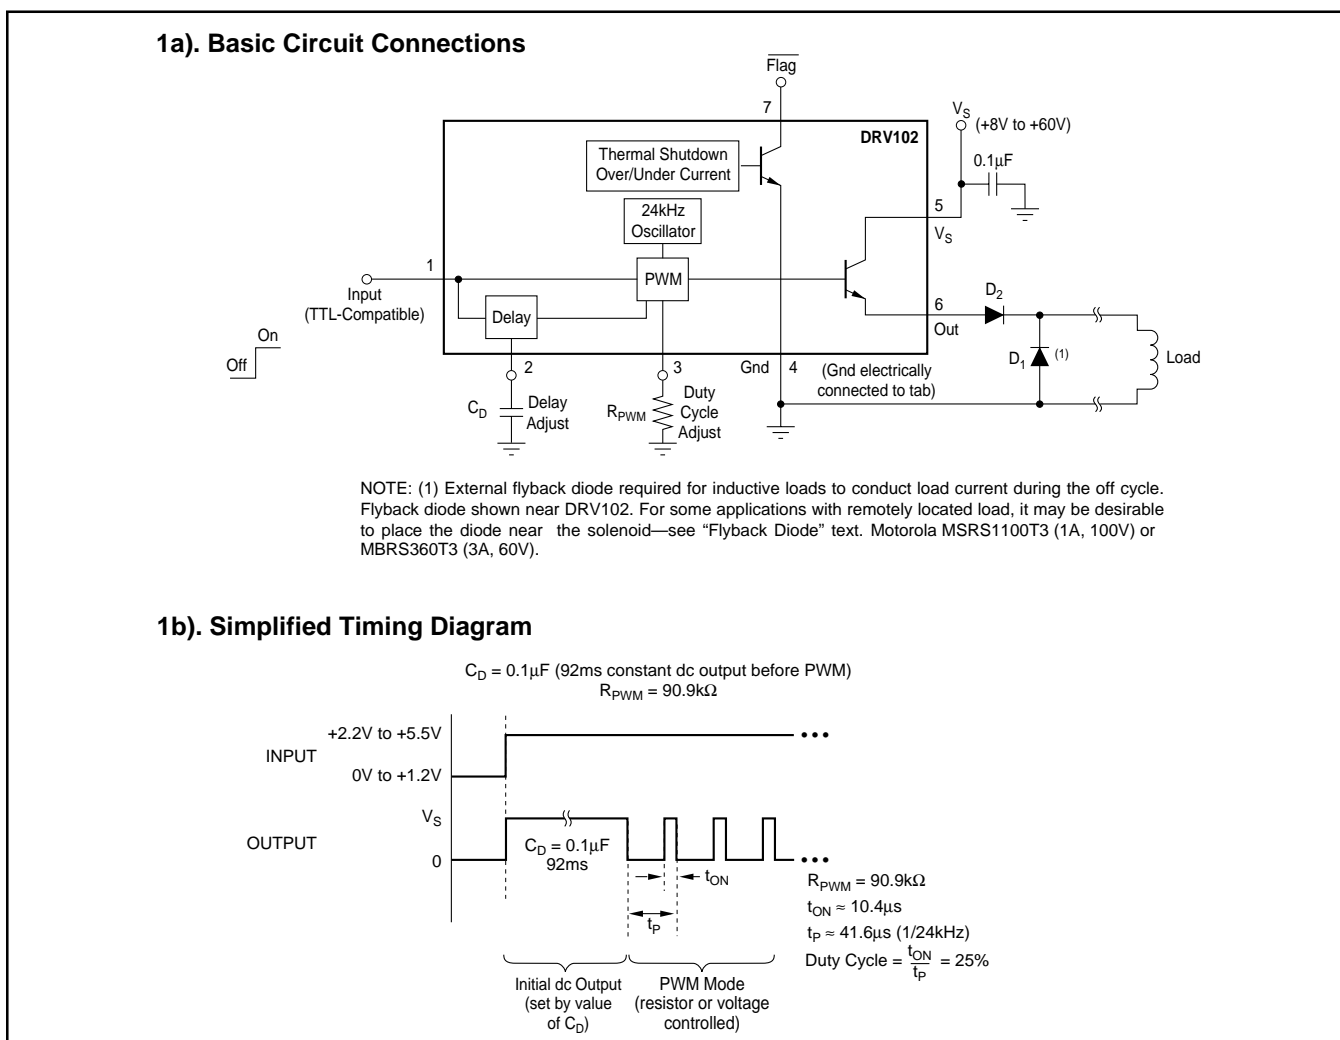 1a). Basic Circuit Connections
Flag
7
DRV102
Thermal Shutdown
Over/Under Current
V_S
(+8V to +60V)
0.1µF
24kHz
Oscillator
5
V_S
1
PWM
Input
(TTL-Compatible)
Delay
6
Out
D_2
D_1
(1)
Load
On
Off
2
3
Gnd
4
(Gnd electrically
connected to tab)
C_D
Delay
Adjust
R_PWM
Duty
Cycle
Adjust
NOTE: (1) External flyback diode required for inductive loads to conduct load current during the off cycle.
Flyback diode shown near DRV102. For some applications with remotely located load, it may be desirable
to place the diode near the solenoid—see “Flyback Diode” text. Motorola MSRS1100T3 (1A, 100V) or
MBRS360T3 (3A, 60V).
1b). Simplified Timing Diagram
C_D = 0.1µF (92ms constant dc output before PWM)
R_PWM = 90.9kΩ
INPUT
+2.2V to +5.5V
0V to +1.2V
OUTPUT
V_S
0
C_D = 0.1µF
92ms
t_ON
t_P
R_PWM = 90.9kΩ
t_ON ≈ 10.4µs
t_P ≈ 41.6µs (1/24kHz)
Duty Cycle = t_ON/t_P = 25%
Initial dc Output
(set by value
of C_D)
PWM Mode
(resistor or voltage
controlled)